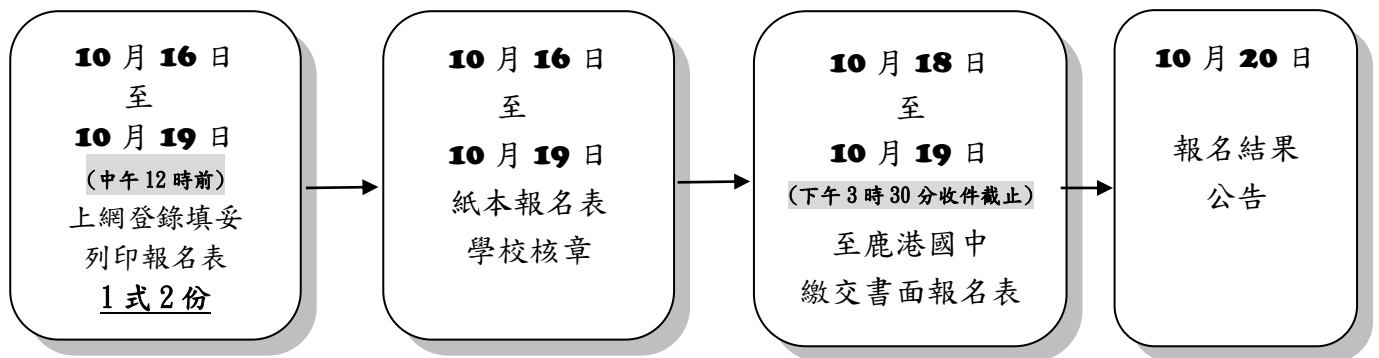 10 月 16 日
至
10 月 19 日
(中午 12 時前)
上網登錄填妥
列印報名表
1 式 2 份
10 月 16 日
至
10 月 19 日
紙本報名表
學校核章
10 月 18 日
至
10 月 19 日
(下午 3 時 30 分收件截止)
至鹿港國中
繳交書面報名表
10 月 20 日
報名結果
公告